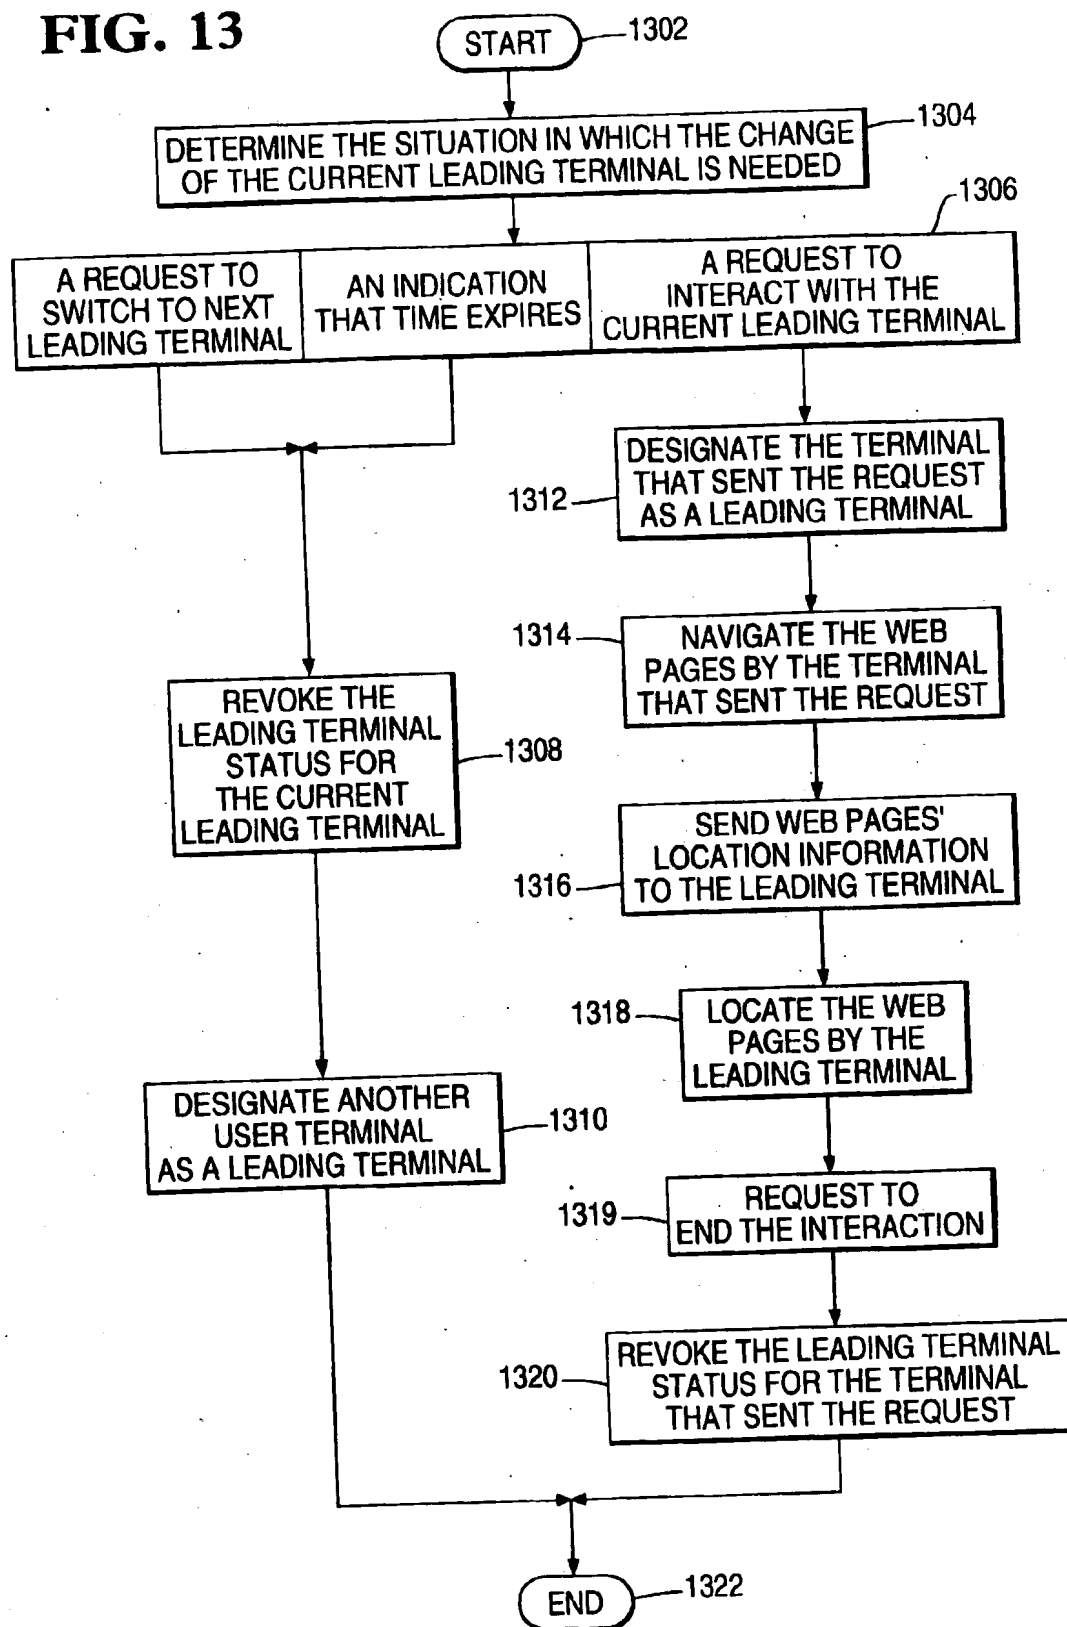 FIG. 13
START
1302
DETERMINE THE SITUATION IN WHICH THE CHANGE
OF THE CURRENT LEADING TERMINAL IS NEEDED
1304
1306
A REQUEST TO
SWITCH TO NEXT
LEADING TERMINAL
AN INDICATION
THAT TIME EXPIRES
A REQUEST TO
INTERACT WITH THE
CURRENT LEADING TERMINAL
DESIGNATE THE TERMINAL
THAT SENT THE REQUEST
AS A LEADING TERMINAL
1312
1314
NAVIGATE THE WEB
PAGES BY THE TERMINAL
THAT SENT THE REQUEST
REVOKE THE
LEADING TERMINAL
STATUS FOR
THE CURRENT
LEADING TERMINAL
1308
SEND WEB PAGES'
LOCATION INFORMATION
TO THE LEADING TERMINAL
1316
1318
LOCATE THE WEB
PAGES BY THE
LEADING TERMINAL
DESIGNATE ANOTHER
USER TERMINAL
AS A LEADING TERMINAL
1310
1319
REQUEST TO
END THE INTERACTION
1320
REVOKE THE LEADING TERMINAL
STATUS FOR THE TERMINAL
THAT SENT THE REQUEST
END
1322